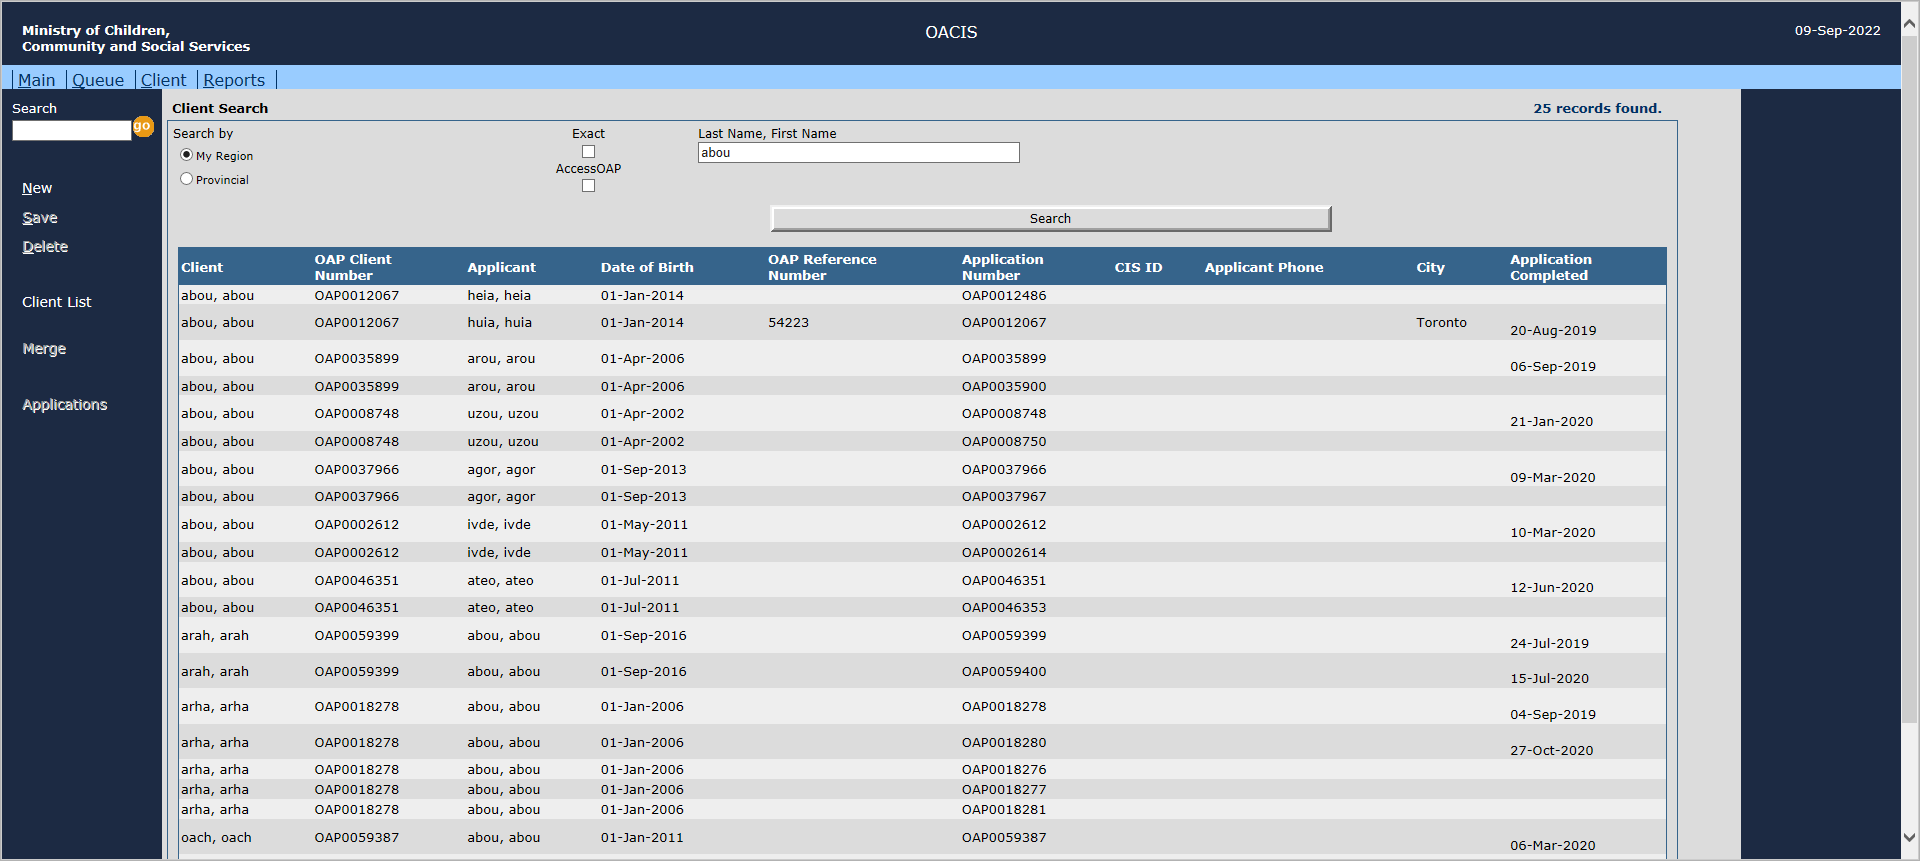 Ministry of Children,
Community and Social Services
OACIS
09-Sep-2022
Main Queue Client Reports
Search
go
New
Save
Delete
Client List
Merge
Applications
Client Search
25 records found.
Search by
My Region
Provincial
Exact
AccessOAP
Last Name, First Name
abou
Search
Client OAP Client Number Applicant Date of Birth OAP Reference Number Application Number CIS ID Applicant Phone City Application Completed
abou, abou OAP0012067 heia, heia 01-Jan-2014 OAP0012486
abou, abou OAP0012067 huia, huia 01-Jan-2014 54223 OAP0012067 Toronto 20-Aug-2019
abou, abou OAP0035899 arou, arou 01-Apr-2006 OAP0035899 06-Sep-2019
abou, abou OAP0035899 arou, arou 01-Apr-2006 OAP0035900
abou, abou OAP0008748 uzou, uzou 01-Apr-2002 OAP0008748 21-Jan-2020
abou, abou OAP0008748 uzou, uzou 01-Apr-2002 OAP0008750
abou, abou OAP0037966 agor, agor 01-Sep-2013 OAP0037966 09-Mar-2020
abou, abou OAP0037966 agor, agor 01-Sep-2013 OAP0037967
abou, abou OAP0002612 ivde, ivde 01-May-2011 OAP0002612 10-Mar-2020
abou, abou OAP0002612 ivde, ivde 01-May-2011 OAP0002614
abou, abou OAP0046351 ateo, ateo 01-Jul-2011 OAP0046351 12-Jun-2020
abou, abou OAP0046351 ateo, ateo 01-Jul-2011 OAP0046353
arah, arah OAP0059399 abou, abou 01-Sep-2016 OAP0059399 24-Jul-2019
arah, arah OAP0059399 abou, abou 01-Sep-2016 OAP0059400 15-Jul-2020
arha, arha OAP0018278 abou, abou 01-Jan-2006 OAP0018278 04-Sep-2019
arha, arha OAP0018278 abou, abou 01-Jan-2006 OAP0018280 27-Oct-2020
arha, arha OAP0018278 abou, abou 01-Jan-2006 OAP0018276
arha, arha OAP0018278 abou, abou 01-Jan-2006 OAP0018277
arha, arha OAP0018278 abou, abou 01-Jan-2006 OAP0018281
oach, oach OAP0059387 abou, abou 01-Jan-2011 OAP0059387 06-Mar-2020